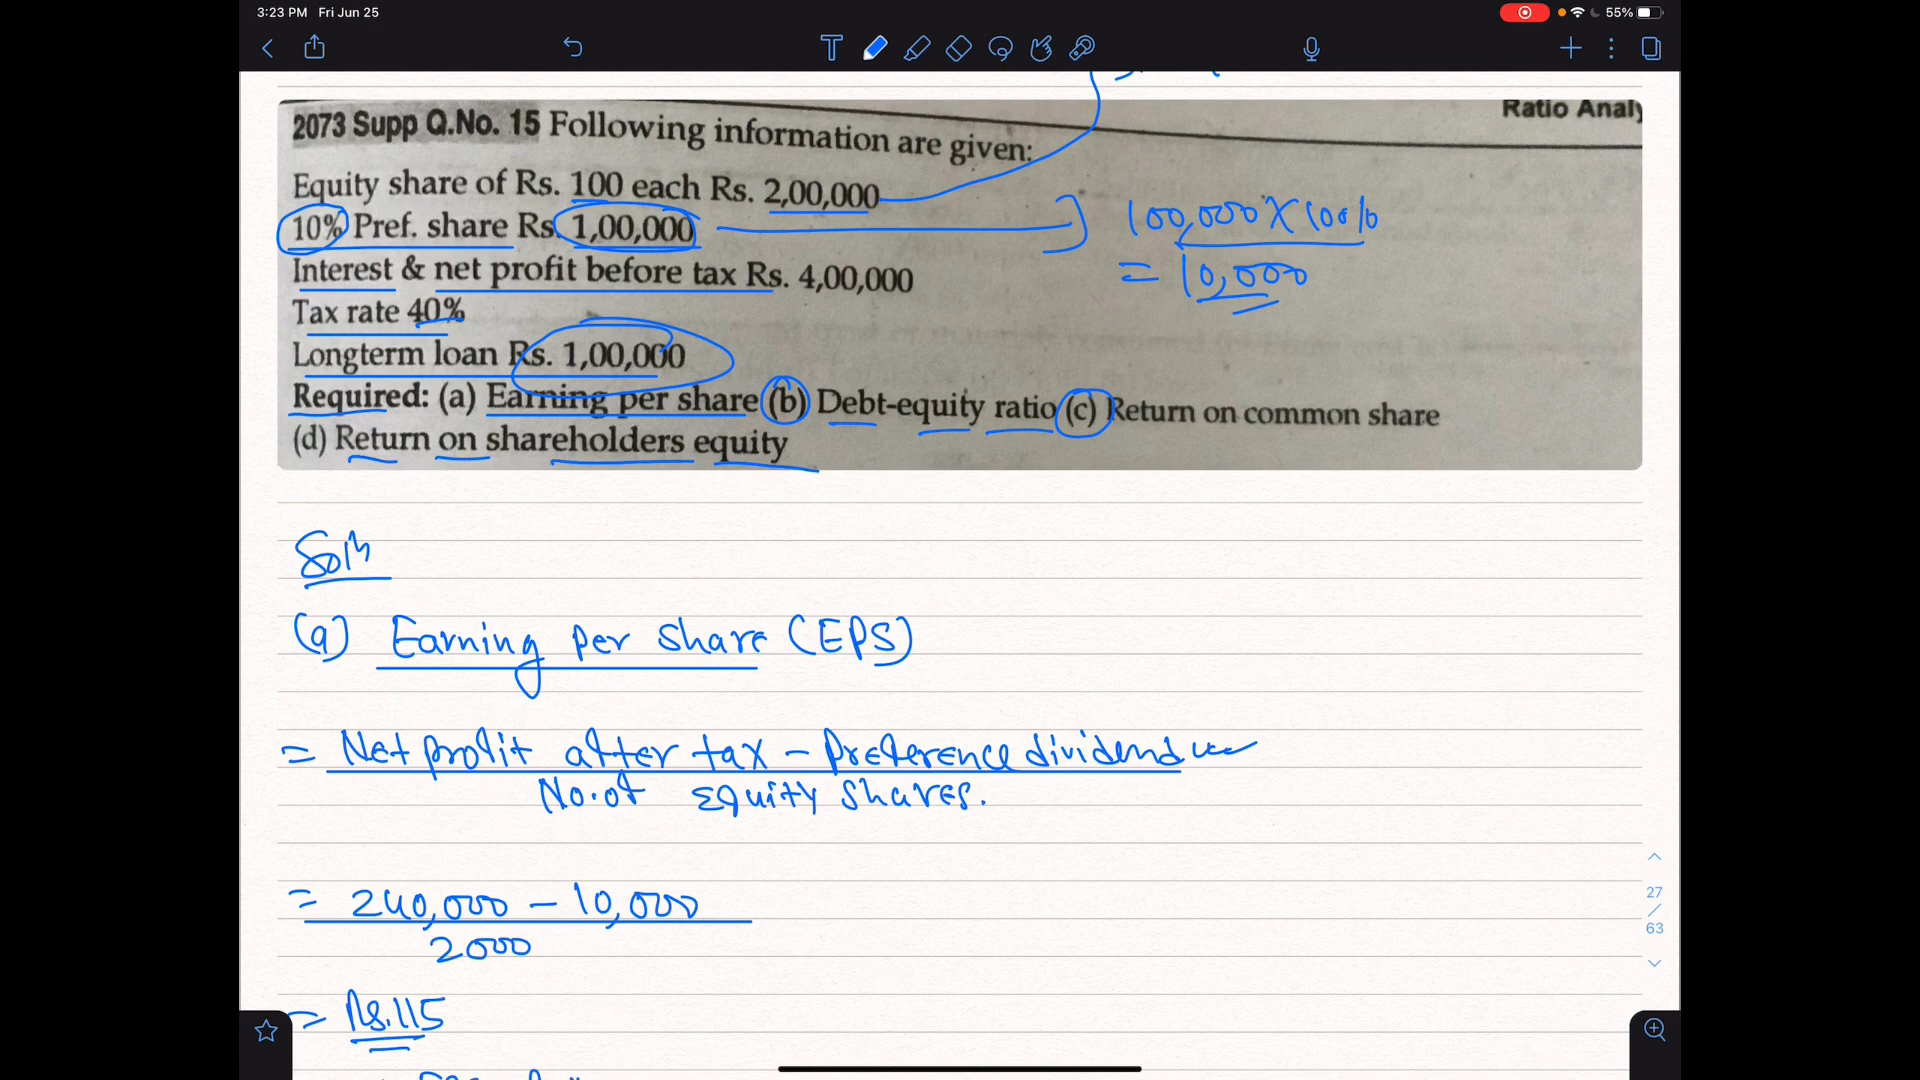 3:23 PM Fri Jun 25
55%
Ratio Analy
2073 Supp Q.No. 15 Following information are given:
Equity share of Rs. 100 each Rs. 2,00,000
10% Pref. share Rs. 1,00,000
100,000 X 10%
Interest & net profit before tax Rs. 4,00,000
= 10,000
Tax rate 40%
Longterm loan Rs. 1,00,000
Required: (a) Earning per share (b) Debt-equity ratio (c) Return on common share
(d) Return on shareholders equity
Soln
(a) Earning per share (EPS)
= Net profit after tax - Preference dividend
No. of Equity shares.
= 240,000 - 10,000
2000
= Rs. 115
27
/
63